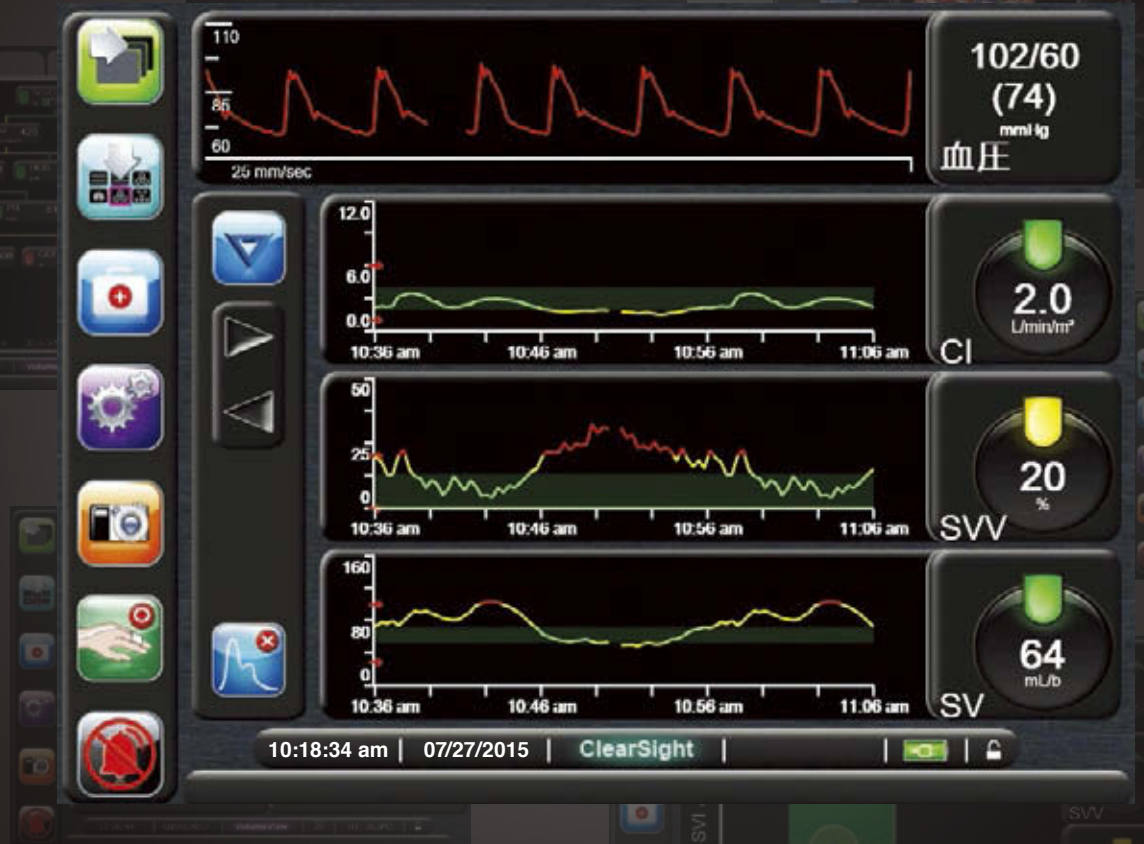 110
86
60
25 mm/sec
102/60
(74)
mmHg
血圧
12.0
6.0
0.0
10:36 am 10:46 am 10:56 am 11:06 am
2.0
L/min/m²
CI
50
25
0
10:36 am 10:46 am 10:56 am 11:06 am
20
%
SVV
160
80
0
10:36 am 10:46 am 10:56 am 11:06 am
64
mL/b
SV
10:18:34 am | 07/27/2015 | ClearSight
SVI
SVV